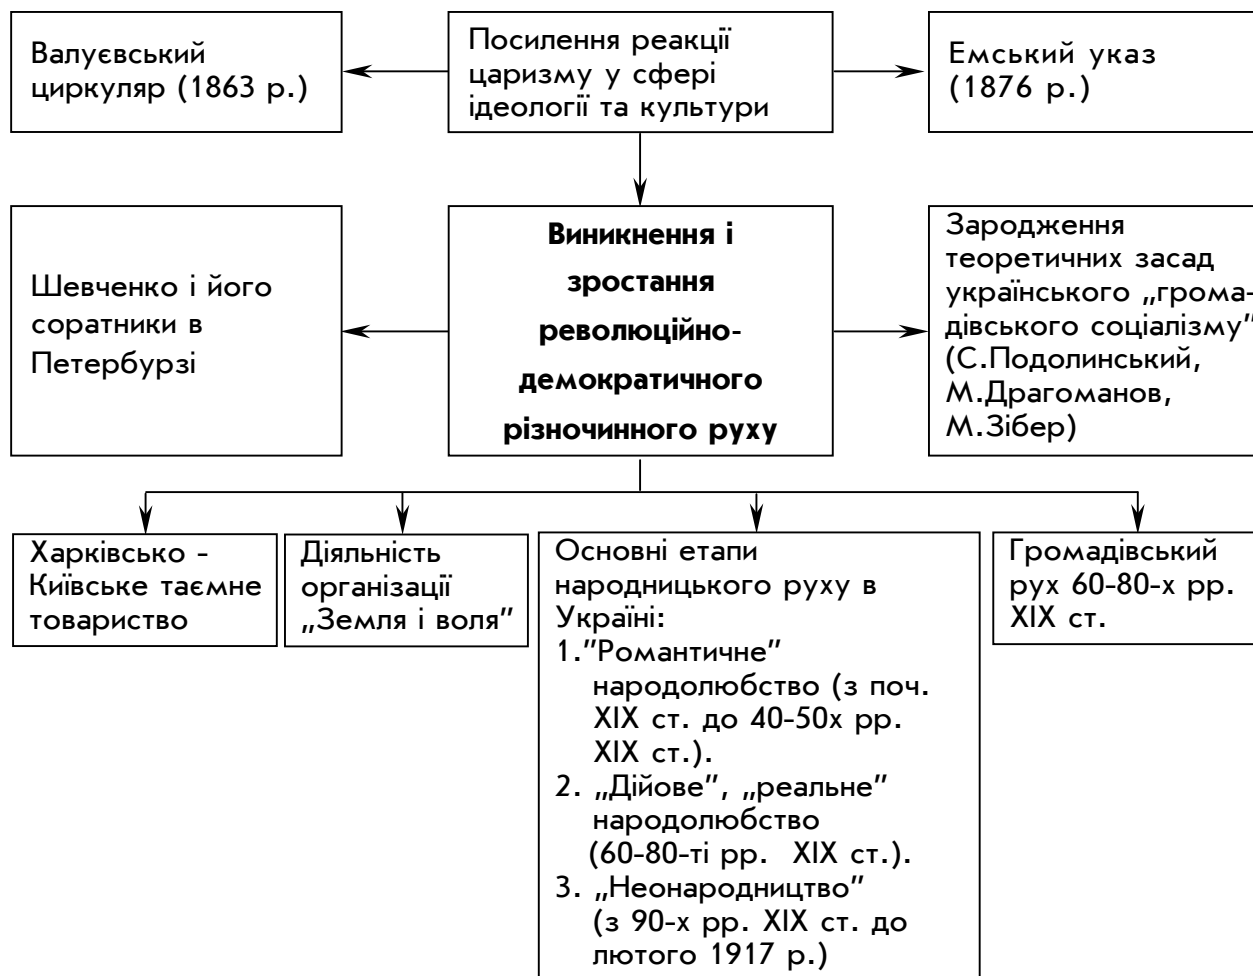 Валуєвський
циркуляр (1863 р.)
Посилення реакції
царизму у сфері
ідеології та культури
Емський указ
(1876 р.)
Шевченко і його
соратники в
Петербурзі
Виникнення і
зростання
революційно-
демократичного
різночинного руху
Зародження
теоретичних засад
українського „грома-
дівського соціалізму”
(С.Подолинський,
М.Драгоманов,
М.Зібер)
Харківсько -
Київське таємне
товариство
Діяльність
організації
„Земля і воля”
Основні етапи
народницького руху в
Україні:
1.”Романтичне”
народолюбство (з поч.
XIX ст. до 40-50х рр.
XIX ст.).
2. „Дійове”, „реальне”
народолюбство
(60-80-ті рр. XIX ст.).
3. „Неонародництво”
(з 90-х рр. XIX ст. до
лютого 1917 р.)
Громадівський
рух 60-80-х рр.
XIX ст.